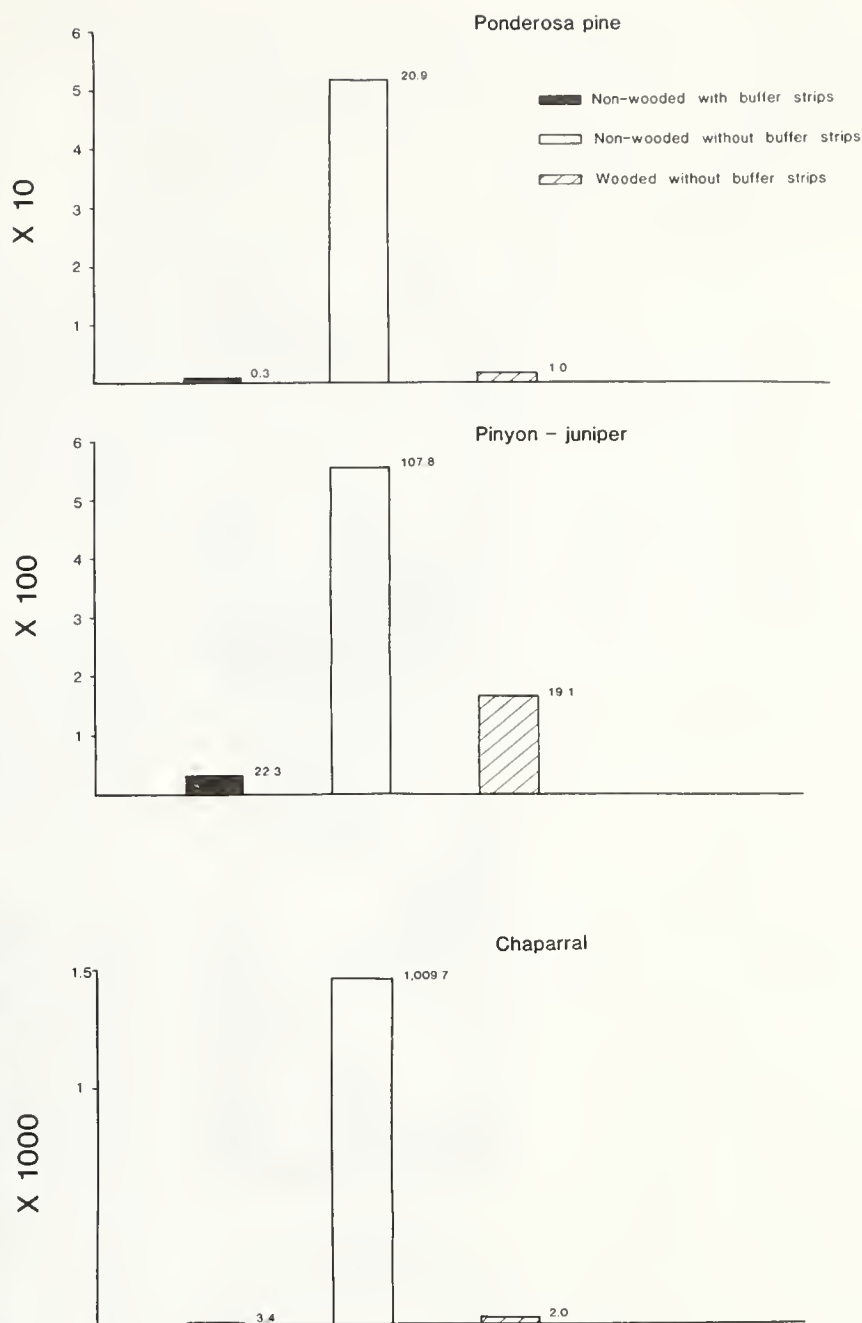 Ponderosa pine
6
5
4
3
2
1
X 10
20.9
0.3
1.0
Non-wooded with buffer strips
Non-wooded without buffer strips
Wooded without buffer strips
Pinyon – juniper
6
5
4
3
2
1
X 100
107.8
22.3
19.1
Chaparral
1.5
1
X 1000
1,009.7
3.4
2.0